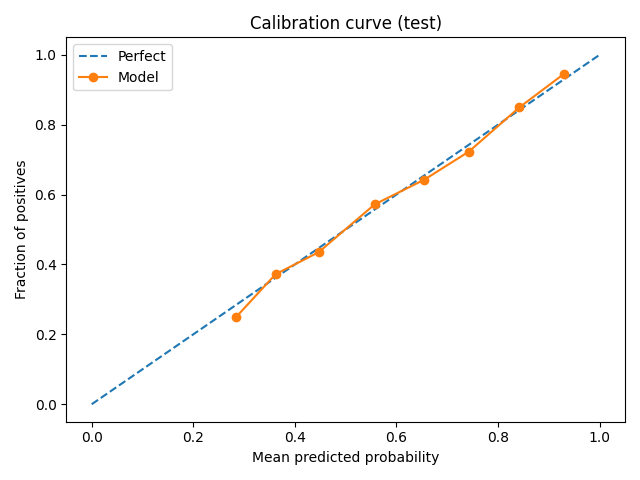 Calibration curve (test)
Perfect
Model
1.0
0.8
0.6
0.4
0.2
0.0
Fraction of positives
0.0 0.2 0.4 0.6 0.8 1.0
Mean predicted probability